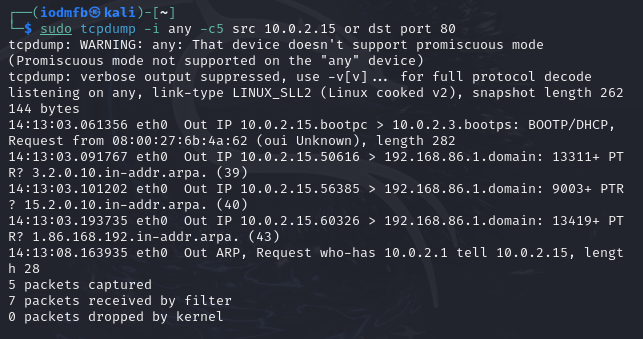 ┌──(iodmfb㉿kali)-[~]
└─$ sudo tcpdump -i any -c5 src 10.0.2.15 or dst port 80
tcpdump: WARNING: any: That device doesn't support promiscuous mode
(Promiscuous mode not supported on the "any" device)
tcpdump: verbose output suppressed, use -v[v]... for full protocol decode
listening on any, link-type LINUX_SLL2 (Linux cooked v2), snapshot length 262
144 bytes
14:13:03.061356 eth0  Out IP 10.0.2.15.bootpc > 10.0.2.3.bootps: BOOTP/DHCP,
Request from 08:00:27:6b:4a:62 (oui Unknown), length 282
14:13:03.091767 eth0  Out IP 10.0.2.15.50616 > 192.168.86.1.domain: 13311+ PT
R? 3.2.0.10.in-addr.arpa. (39)
14:13:03.101202 eth0  Out IP 10.0.2.15.56385 > 192.168.86.1.domain: 9003+ PTR
? 15.2.0.10.in-addr.arpa. (40)
14:13:03.193735 eth0  Out IP 10.0.2.15.60326 > 192.168.86.1.domain: 13419+ PT
R? 1.86.168.192.in-addr.arpa. (43)
14:13:08.163935 eth0  Out ARP, Request who-has 10.0.2.1 tell 10.0.2.15, lengt
h 28
5 packets captured
7 packets received by filter
0 packets dropped by kernel